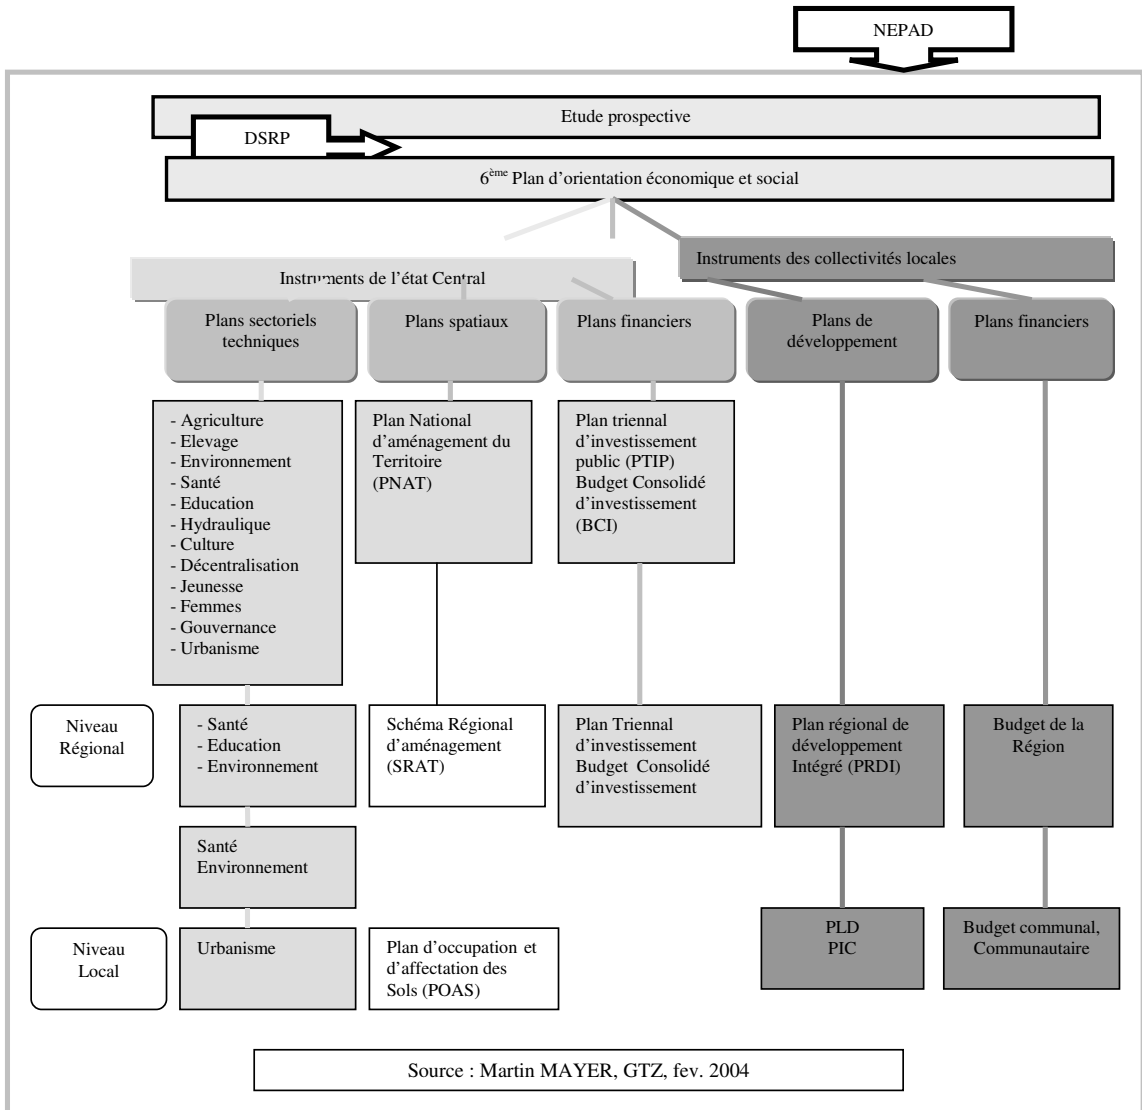 NEPAD
Etude prospective
DSRP
6ème Plan d'orientation économique et social
Instruments des collectivités locales
Instruments de l'état Central
Plans sectoriels
techniques
Plans spatiaux
Plans financiers
Plans de
développement
Plans financiers
- Agriculture
- Elevage
- Environnement
- Santé
- Education
- Hydraulique
- Culture
- Décentralisation
- Jeunesse
- Femmes
- Gouvernance
- Urbanisme
Plan National
d'aménagement du
Territoire
(PNAT)
Plan triennal
d'investissement
public (PTIP)
Budget Consolidé
d'investissement
(BCI)
Niveau
Régional
- Santé
- Education
- Environnement
Schéma Régional
d'aménagement
(SRAT)
Plan Triennal
d'investissement
Budget Consolidé
d'investissement
Plan régional de
développement
Intégré (PRDI)
Budget de la
Région
Santé
Environnement
Niveau
Local
Urbanisme
Plan d'occupation et
d'affectation des
Sols (POAS)
PLD
PIC
Budget communal,
Communautaire
Source : Martin MAYER, GTZ, fev. 2004